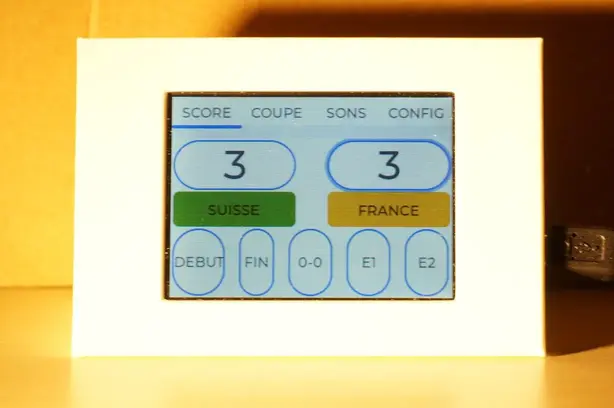 SCORE COUPE SONS CONFIG
3 3
SUISSE FRANCE
DEBUT FIN 0-0 E1 E2